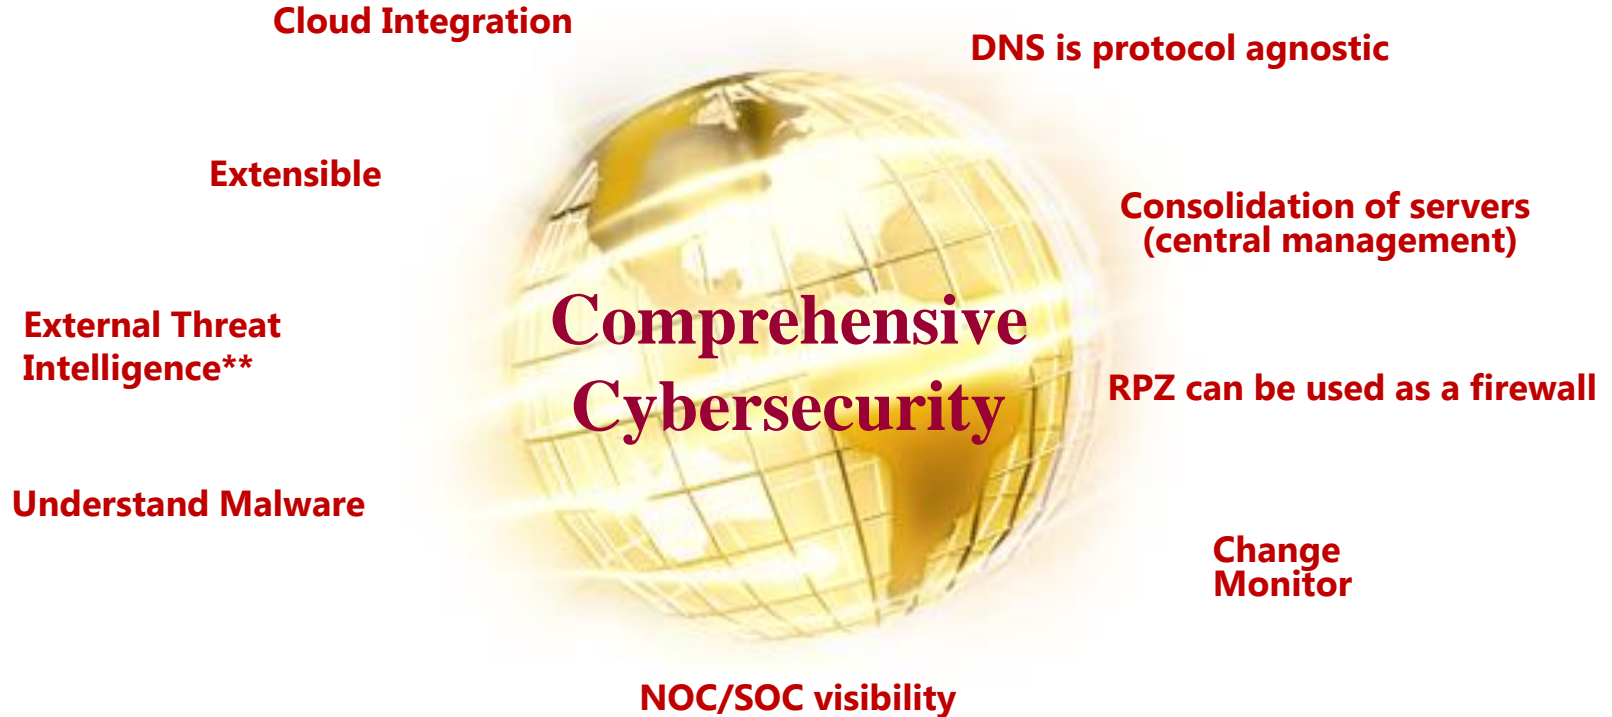 Cloud Integration
DNS is protocol agnostic
Extensible
Consolidation of servers
(central management)
External Threat
Intelligence**
Comprehensive
Cybersecurity
RPZ can be used as a firewall
Understand Malware
Change
Monitor
NOC/SOC visibility